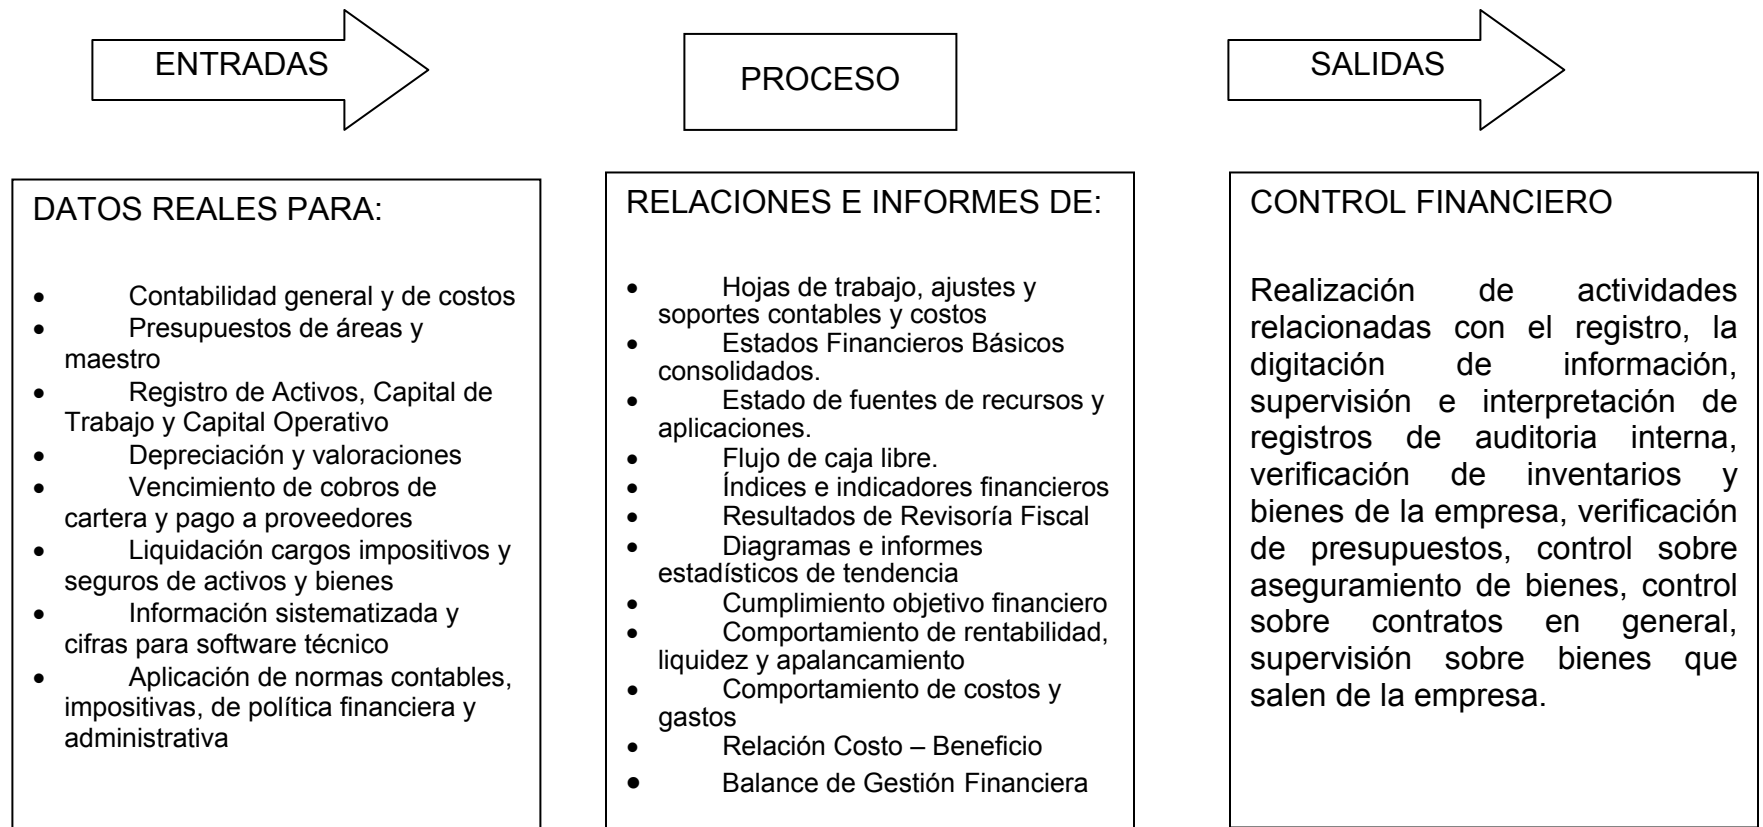 ENTRADAS
PROCESO
SALIDAS
DATOS REALES PARA:
• Contabilidad general y de costos
• Presupuestos de áreas y
maestro
• Registro de Activos, Capital de
Trabajo y Capital Operativo
• Depreciación y valoraciones
• Vencimiento de cobros de
cartera y pago a proveedores
• Liquidación cargos impositivos y
seguros de activos y bienes
• Información sistematizada y
cifras para software técnico
• Aplicación de normas contables,
impositivas, de política financiera y
administrativa
RELACIONES E INFORMES DE:
• Hojas de trabajo, ajustes y
soportes contables y costos
• Estados Financieros Básicos
consolidados.
• Estado de fuentes de recursos y
aplicaciones.
• Flujo de caja libre.
• Índices e indicadores financieros
• Resultados de Revisoría Fiscal
• Diagramas e informes
estadísticos de tendencia
• Cumplimiento objetivo financiero
• Comportamiento de rentabilidad,
liquidez y apalancamiento
• Comportamiento de costos y
gastos
• Relación Costo – Beneficio
• Balance de Gestión Financiera
CONTROL FINANCIERO
Realización de actividades
relacionadas con el registro, la
digitación de información,
supervisión e interpretación de
registros de auditoria interna,
verificación de inventarios y
bienes de la empresa, verificación
de presupuestos, control sobre
aseguramiento de bienes, control
sobre contratos en general,
supervisión sobre bienes que
salen de la empresa.